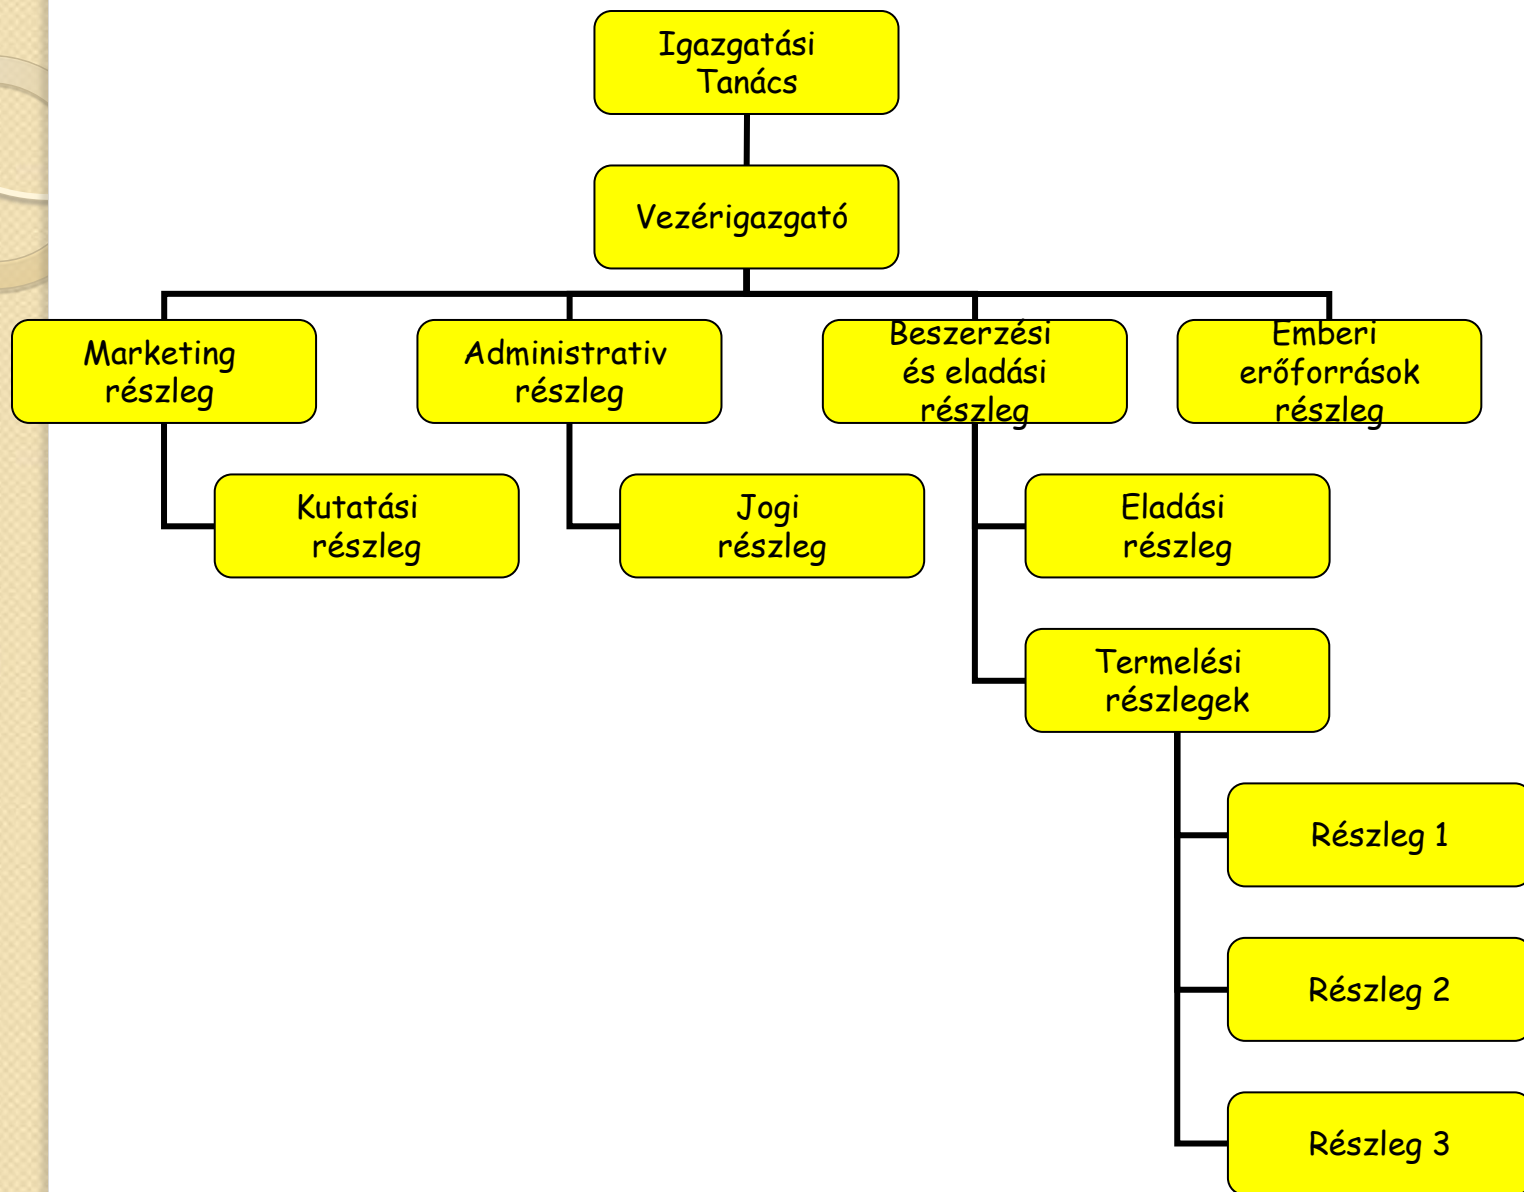 Igazgatási
Tanács
Vezérigazgató
Marketing
részleg
Administrativ
részleg
Beszerzési
és eladási
részleg
Emberi
erőforrások
részleg
Kutatási
részleg
Jogi
részleg
Eladási
részleg
Termelési
részlegek
Részleg 1
Részleg 2
Részleg 3